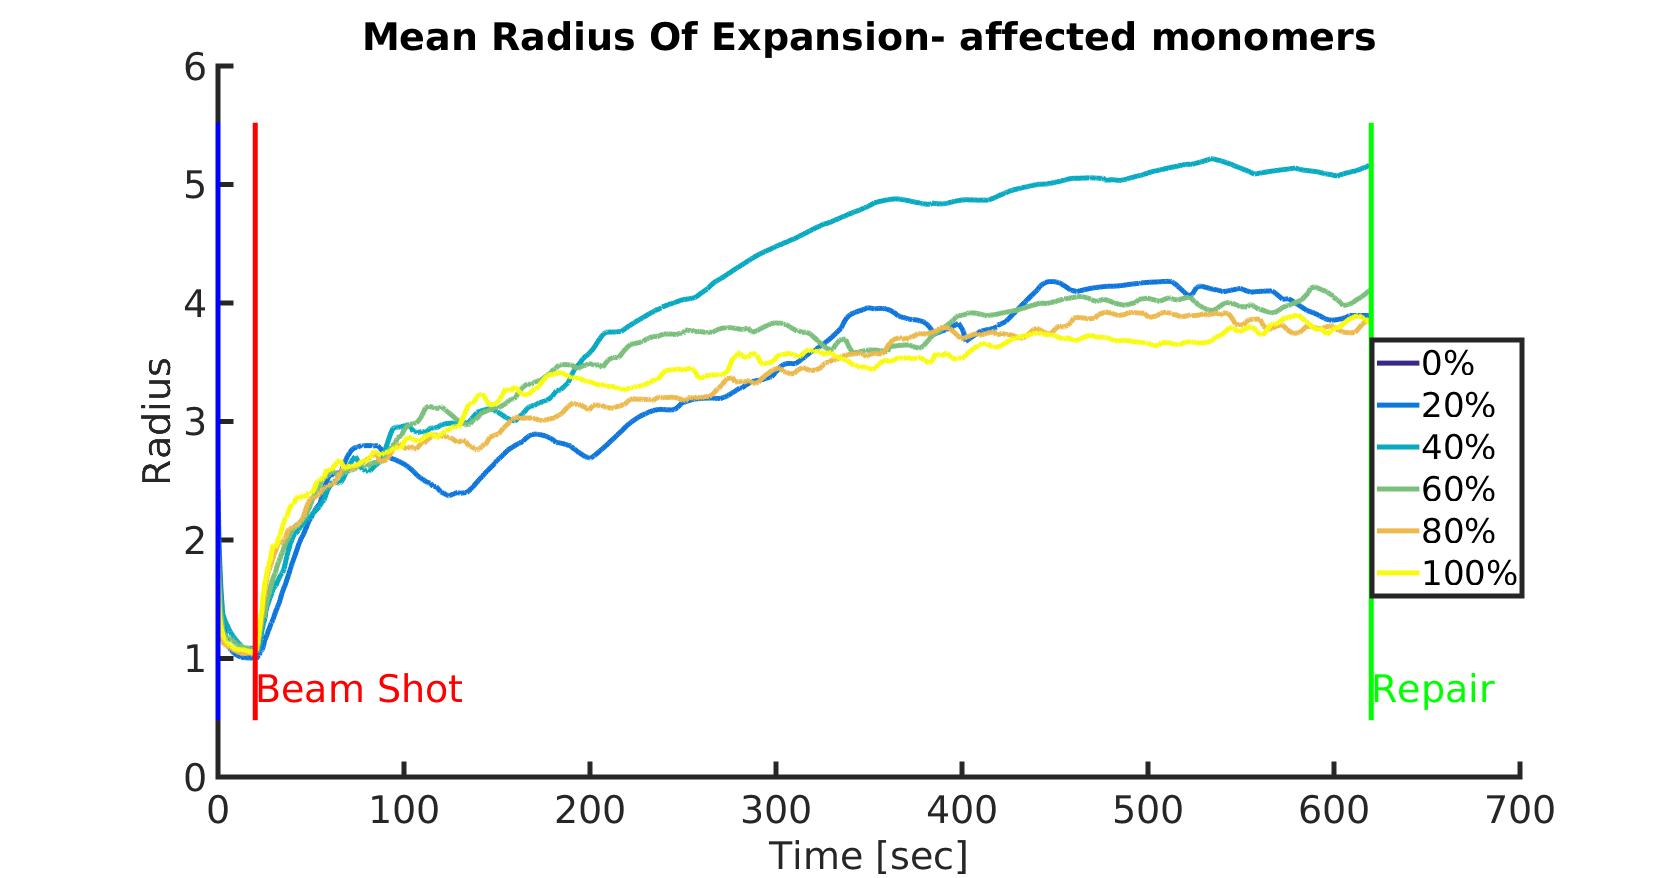 Mean Radius Of Expansion- affected monomers
6
5
4
3
2
1
0
Radius
0%
20%
40%
60%
80%
100%
Beam Shot
Repair
0 100 200 300 400 500 600 700
Time [sec]